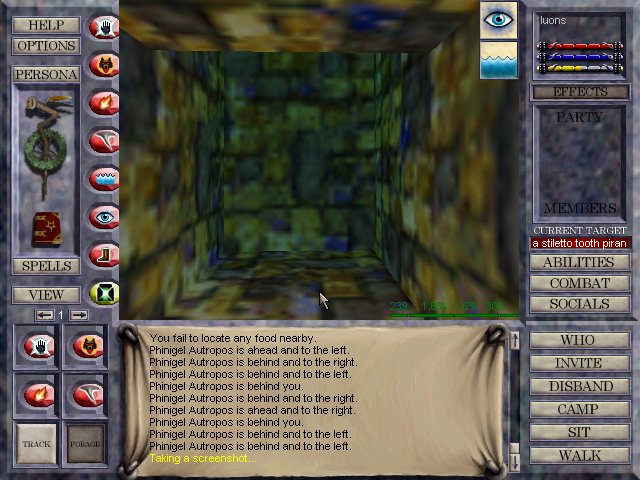 HELP
OPTIONS
PERSONA
SPELLS
VIEW
1
TRACK
FORAGE
You fail to locate any food nearby.
Phinigel Autropos is ahead and to the left.
Phinigel Autropos is behind and to the right.
Phinigel Autropos is behind and to the left.
Phinigel Autropos is behind you.
Phinigel Autropos is behind and to the right.
Phinigel Autropos is ahead and to the right.
Phinigel Autropos is behind you.
Phinigel Autropos is behind and to the left.
Phinigel Autropos is behind and to the left.
Taking a screenshot...
luons
EFFECTS
PARTY
MEMBERS
CURRENT TARGET
a stiletto tooth piran
ABILITIES
COMBAT
SOCIALS
WHO
INVITE
DISBAND
CAMP
SIT
WALK